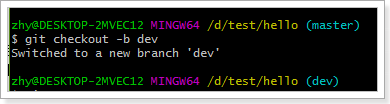 zhy@DESKTOP-2MVEC12 MINGW64 /d/test/hello (master)
$ git checkout -b dev
Switched to a new branch 'dev'
zhy@DESKTOP-2MVEC12 MINGW64 /d/test/hello (dev)